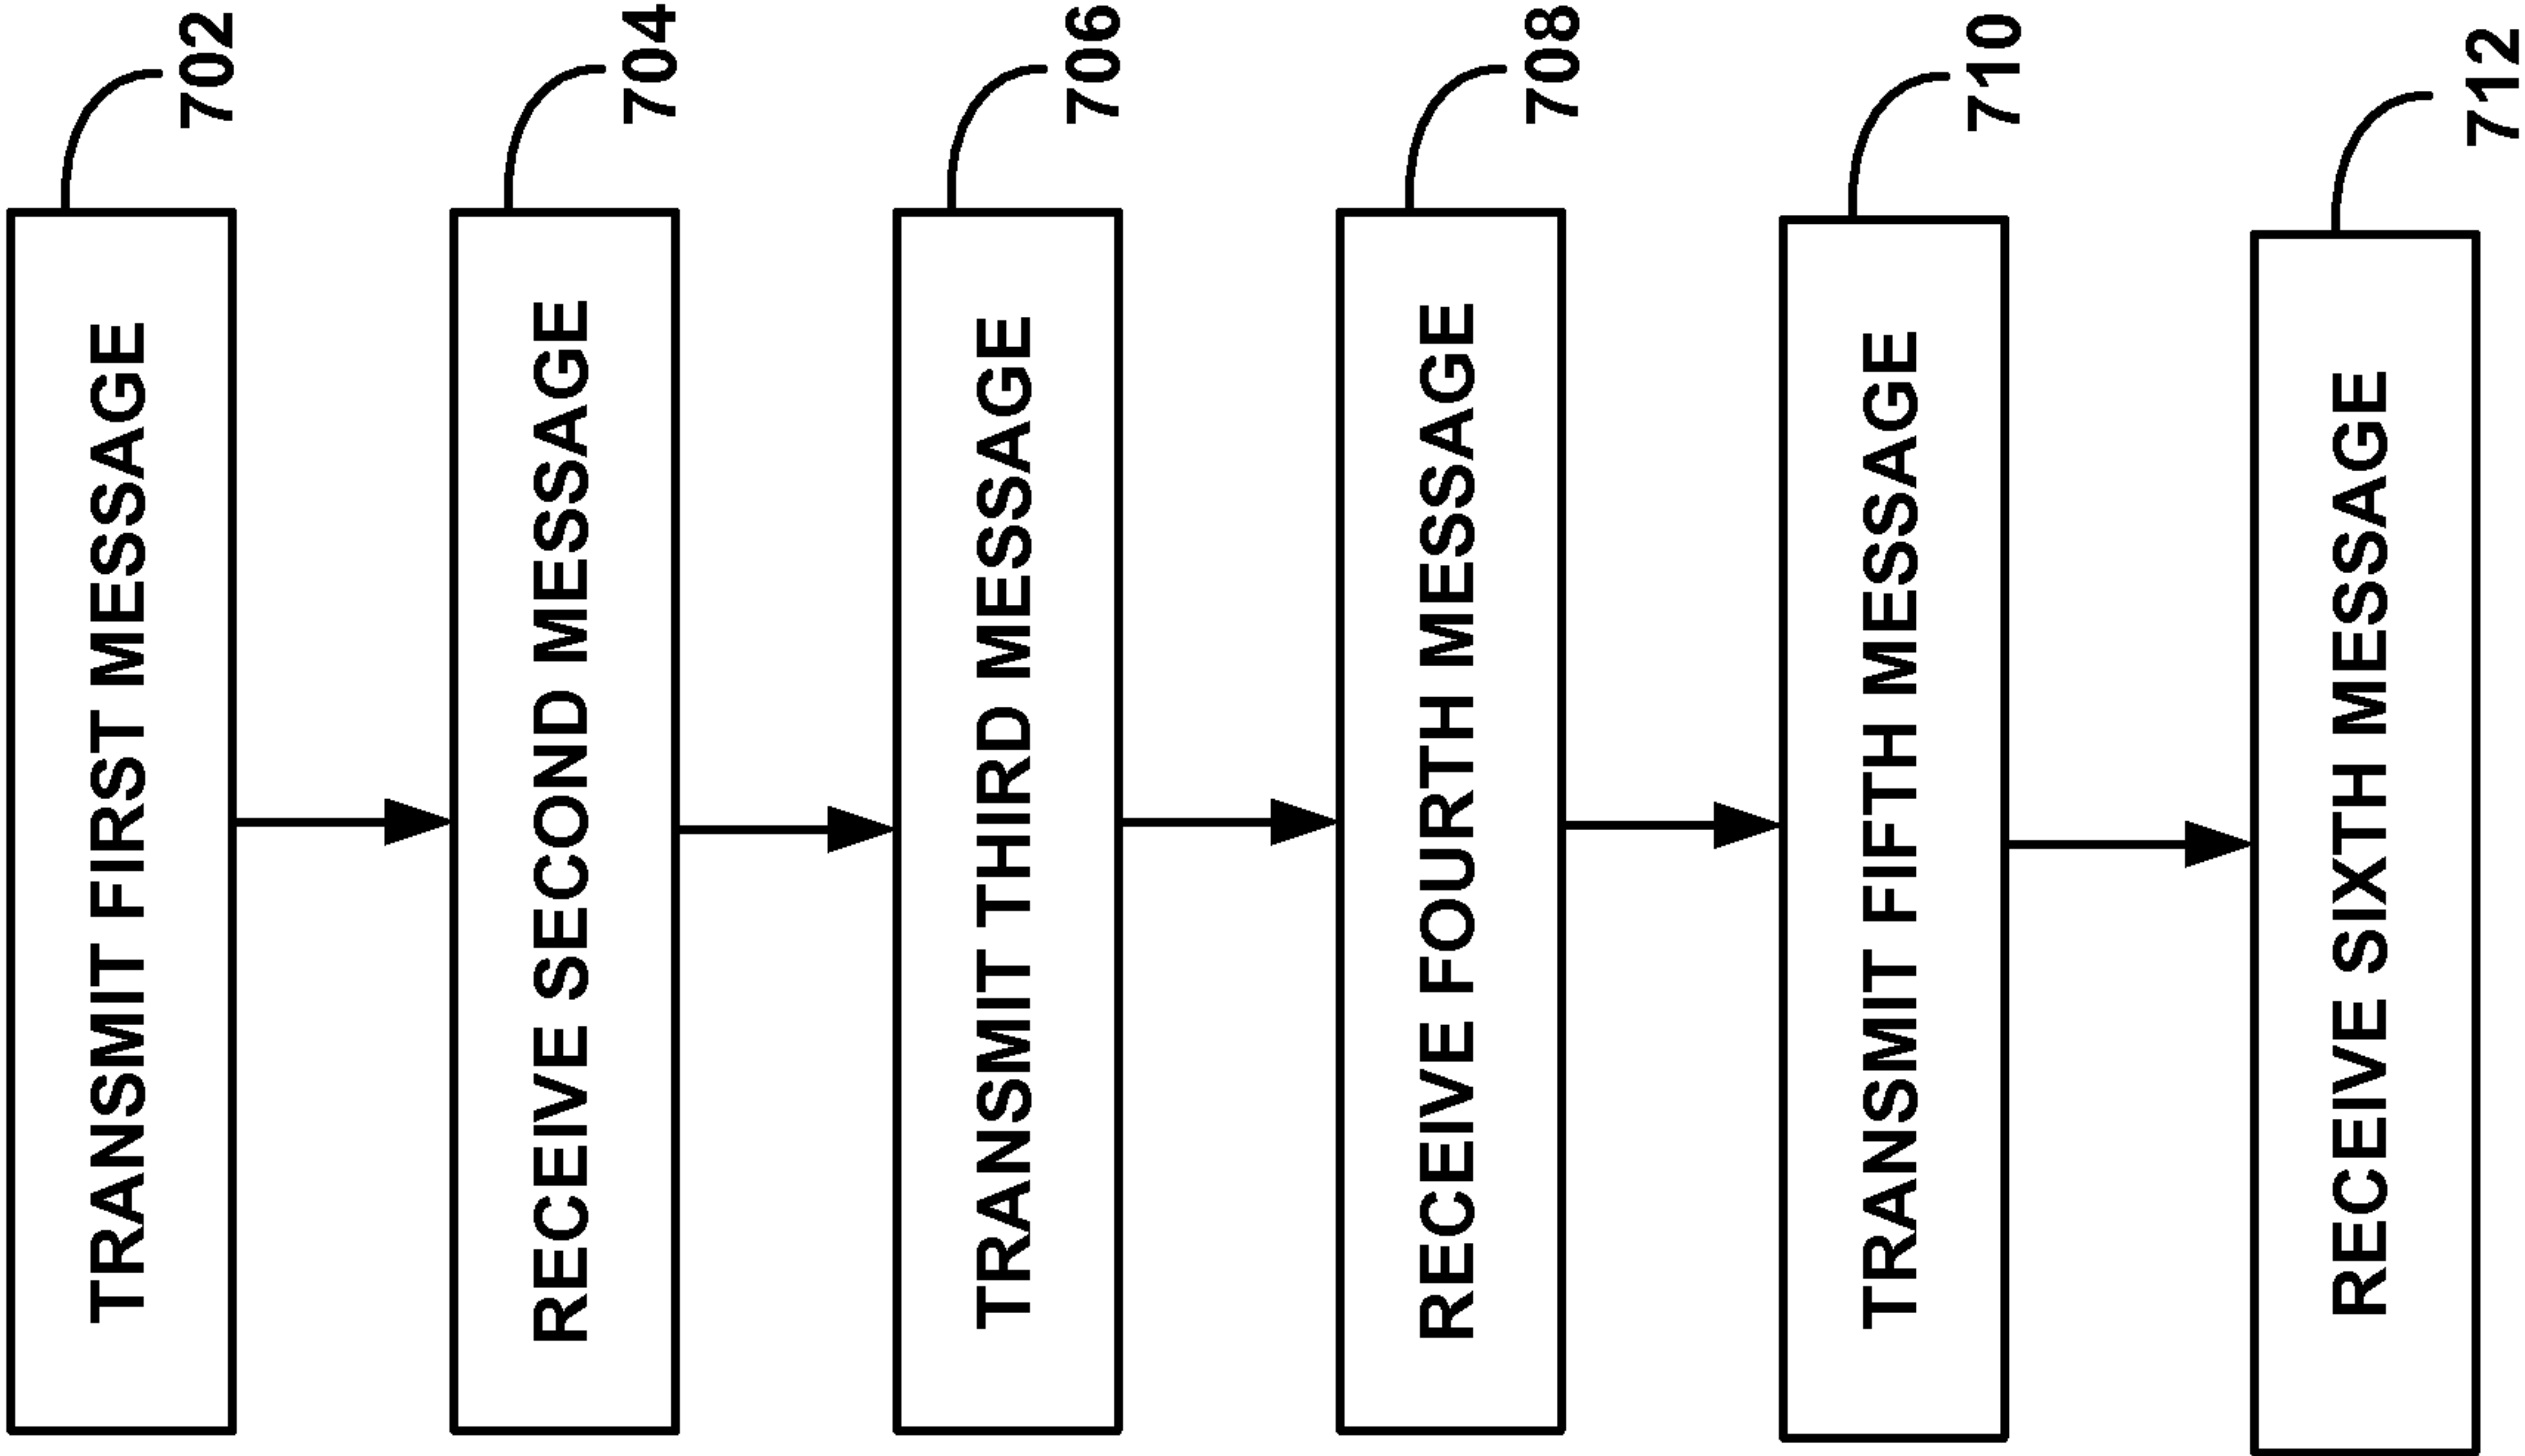 TRANSMIT FIRST MESSAGE
702
RECEIVE SECOND MESSAGE
704
TRANSMIT THIRD MESSAGE
706
RECEIVE FOURTH MESSAGE
708
TRANSMIT FIFTH MESSAGE
710
RECEIVE SIXTH MESSAGE
712